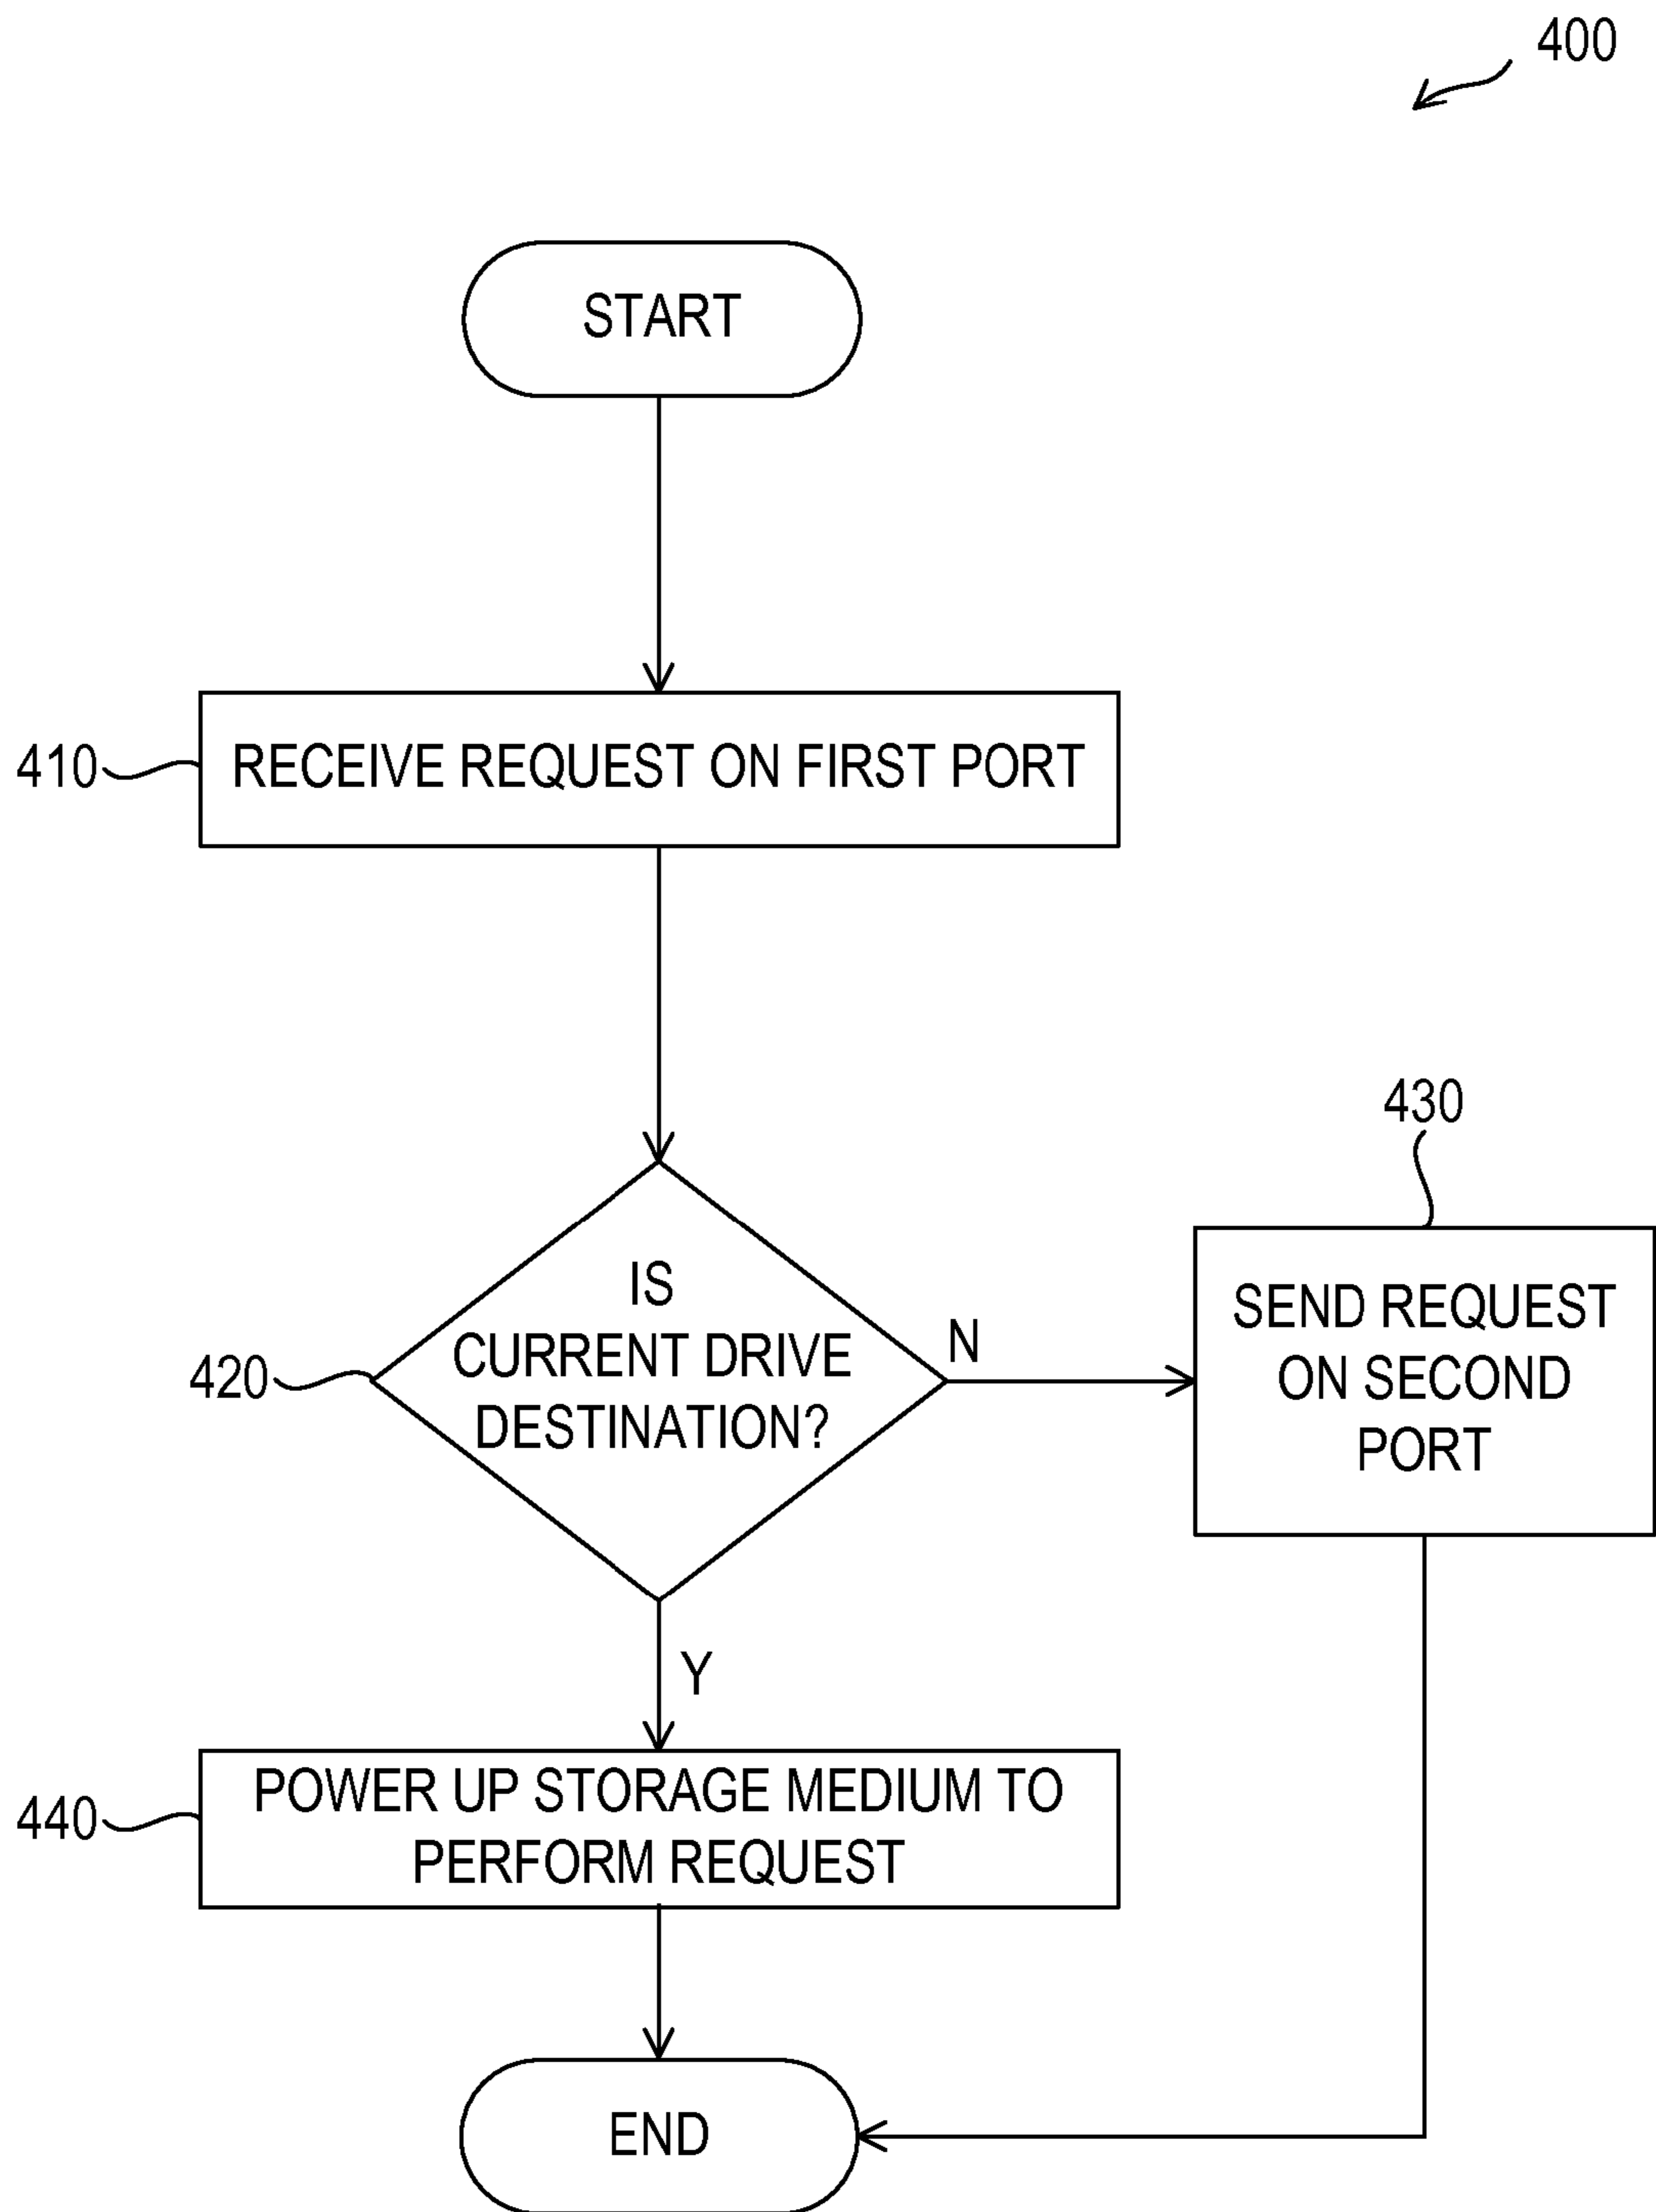 400
START
410
RECEIVE REQUEST ON FIRST PORT
430
IS
CURRENT DRIVE
DESTINATION?
420
N
SEND REQUEST
ON SECOND
PORT
Y
440
POWER UP STORAGE MEDIUM TO
PERFORM REQUEST
END